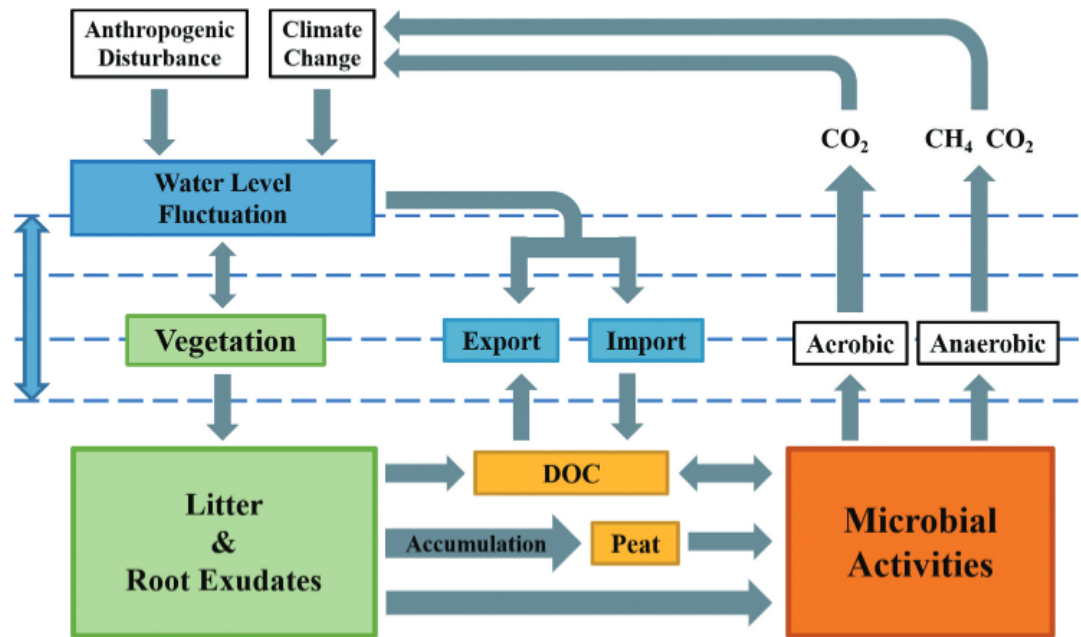 Anthropogenic
Disturbance
Climate
Change
CO₂
CH₄ CO₂
Water Level
Fluctuation
Vegetation
Export
Import
Acrobic
Anaerobic
Litter
&
Root Exudates
DOC
Accumulation
Peat
Microbial
Activities